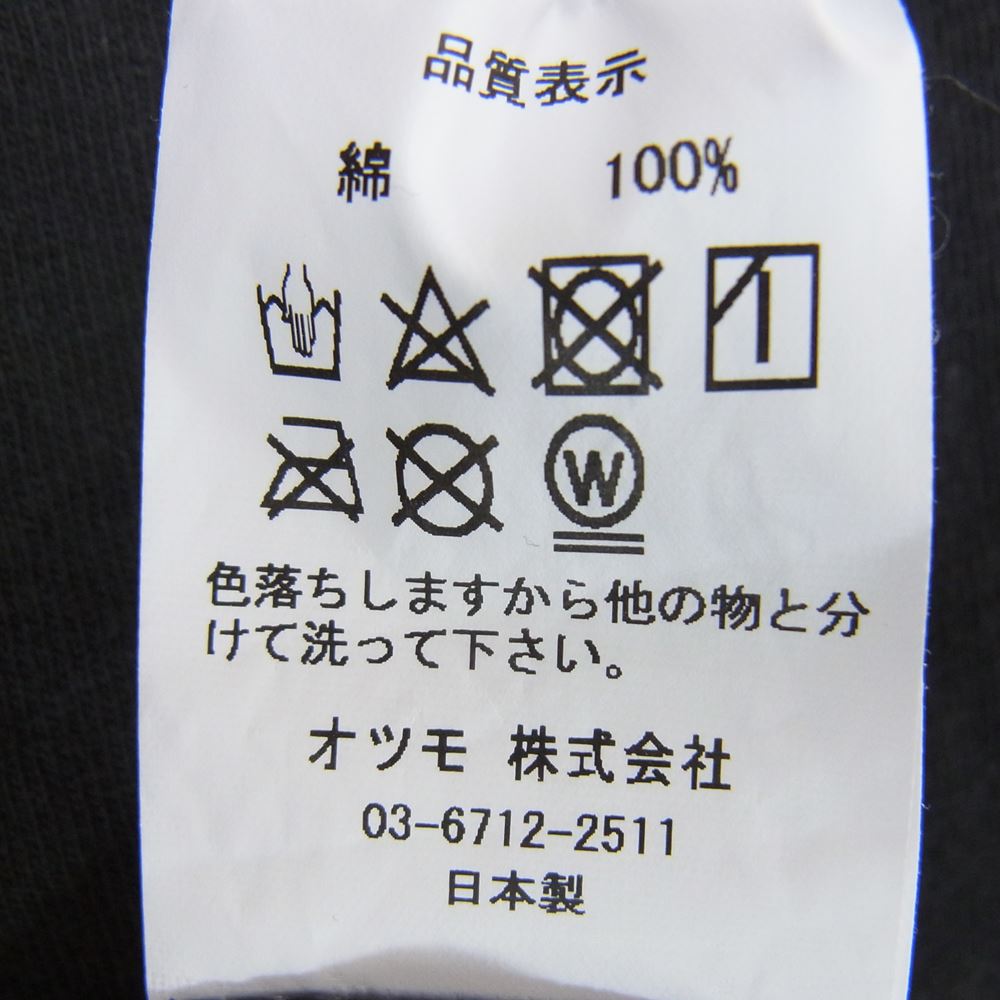 品質表示
綿 100%
W
色落ちしますから他の物と分
けて洗って下さい。
オツモ 株式会社
03-6712-2511
日本製